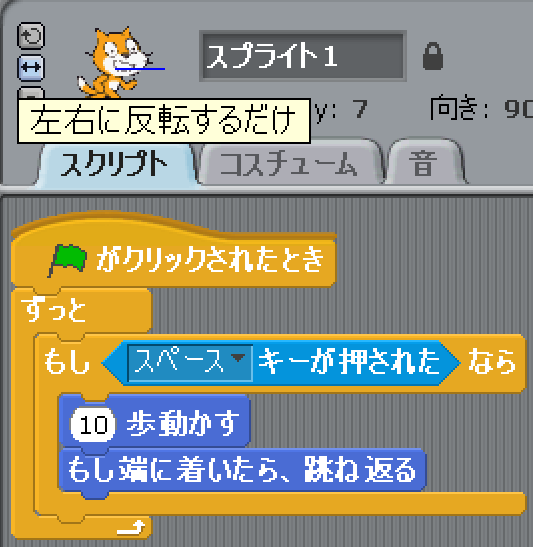 スプライト1
左右に反転するだけ
y: 7 向き: 90
スクリプト コスチューム 音
がクリックされたとき
ずっと
もし スペース キーが押された なら
10 歩動かす
もし端に着いたら、跳ね返る